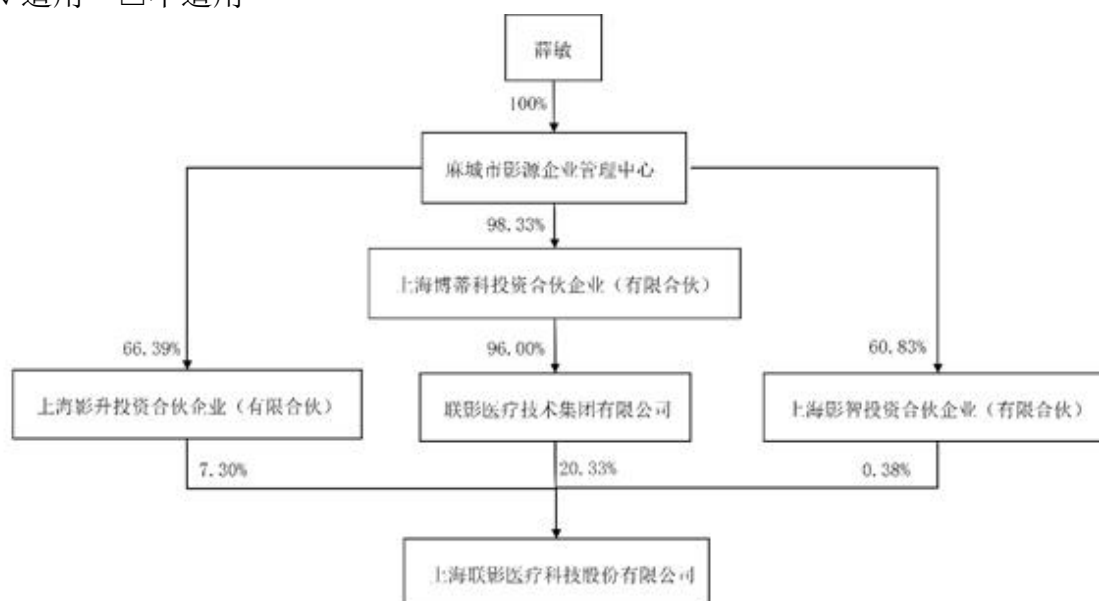 薛敏
100%
麻城市影源企业管理中心
98.33%
上海博蒂科投资合伙企业（有限合伙）
66.39%
96.00%
60.83%
上海影升投资合伙企业（有限合伙）
联影医疗技术集团有限公司
上海影智投资合伙企业（有限合伙）
7.30%
20.33%
0.38%
上海联影医疗科技股份有限公司